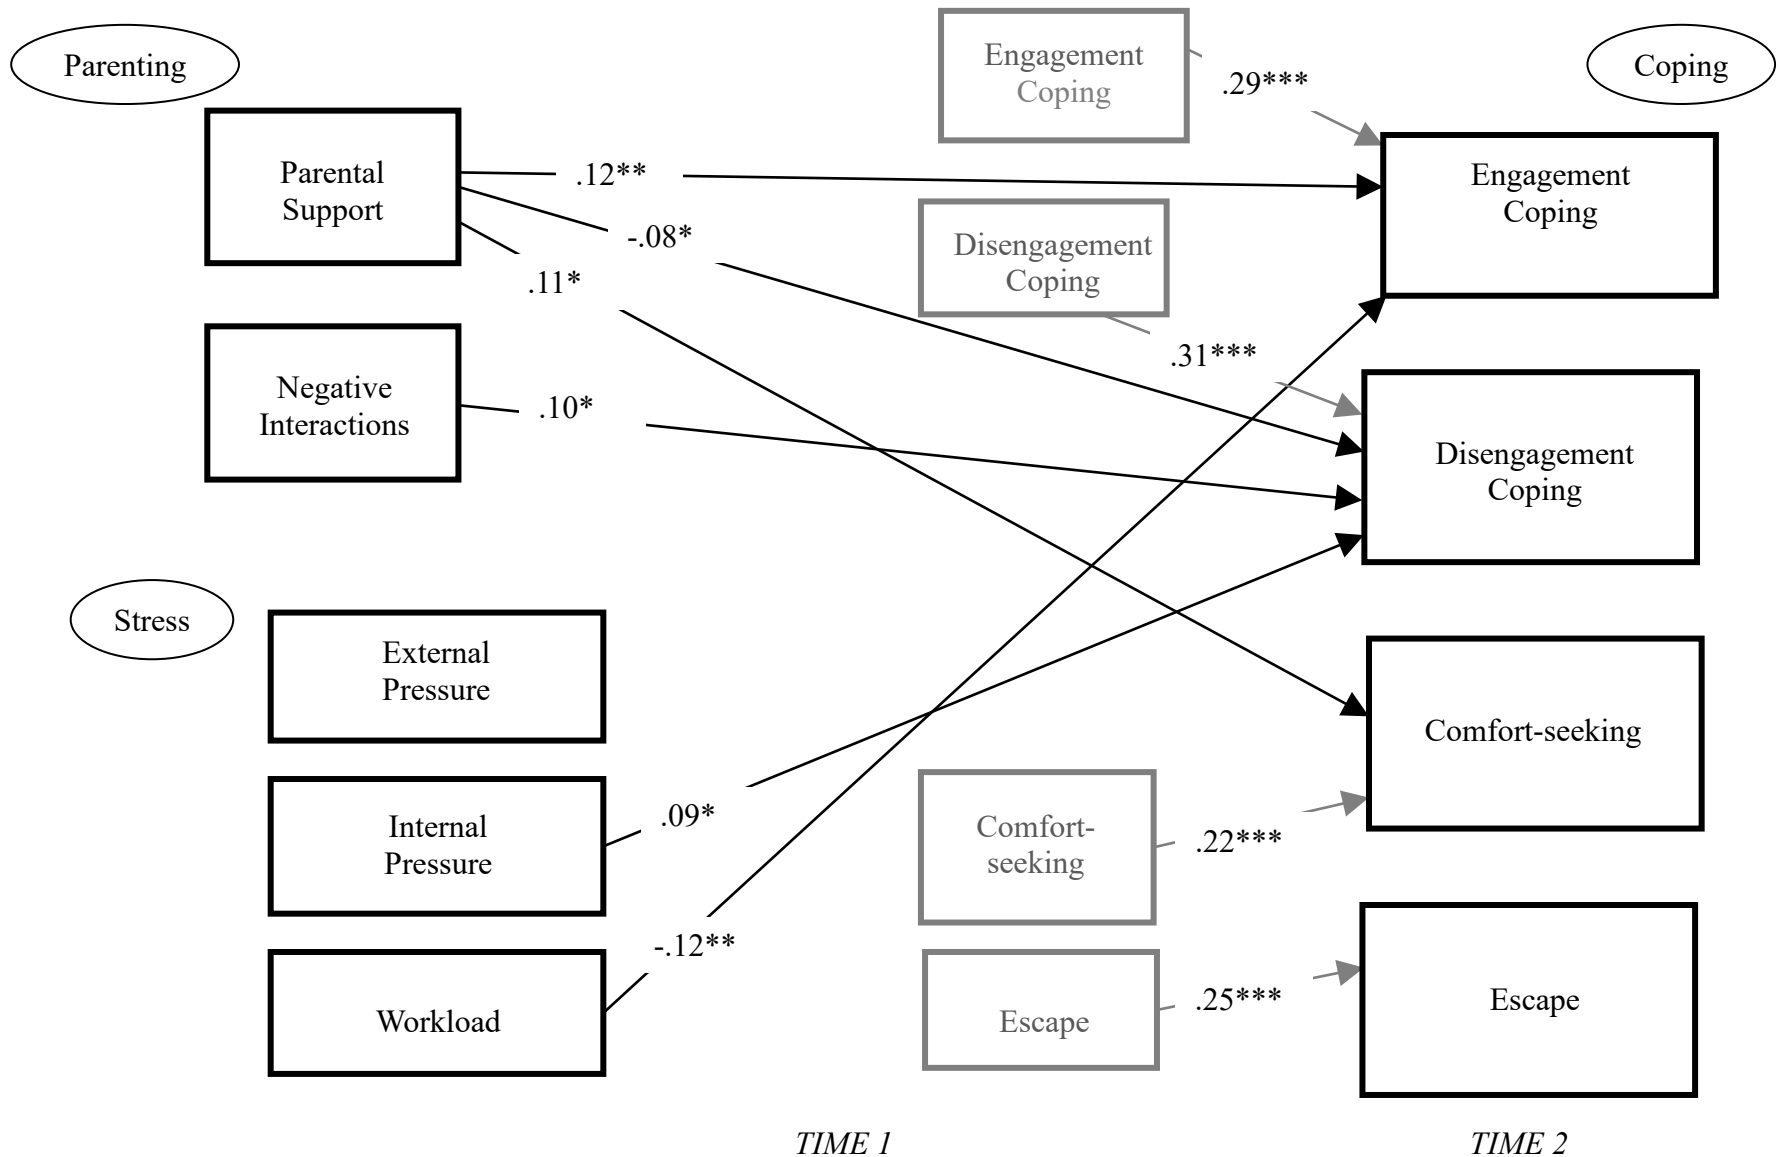 Parenting
Engagement
Coping
.29***
Coping
Parental
Support
.12**
Engagement
Coping
-.08*
Disengagement
Coping
.11*
.31***
Negative
Interactions
.10*
Disengagement
Coping
Stress
External
Pressure
Comfort-seeking
Internal
Pressure
.09*
Comfort-
seeking
.22***
-.12**
Workload
Escape
.25***
Escape
TIME 1
TIME 2